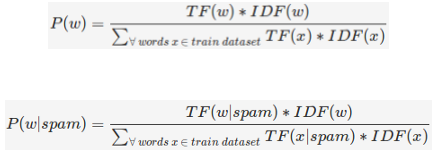 P(w) = TF(w) * IDF(w) / ∑∀ words x ∈ train dataset TF(x) * IDF(x)
P(w|spam) = TF(w|spam) * IDF(w) / ∑∀ words x ∈ train dataset TF(x|spam) * IDF(x)